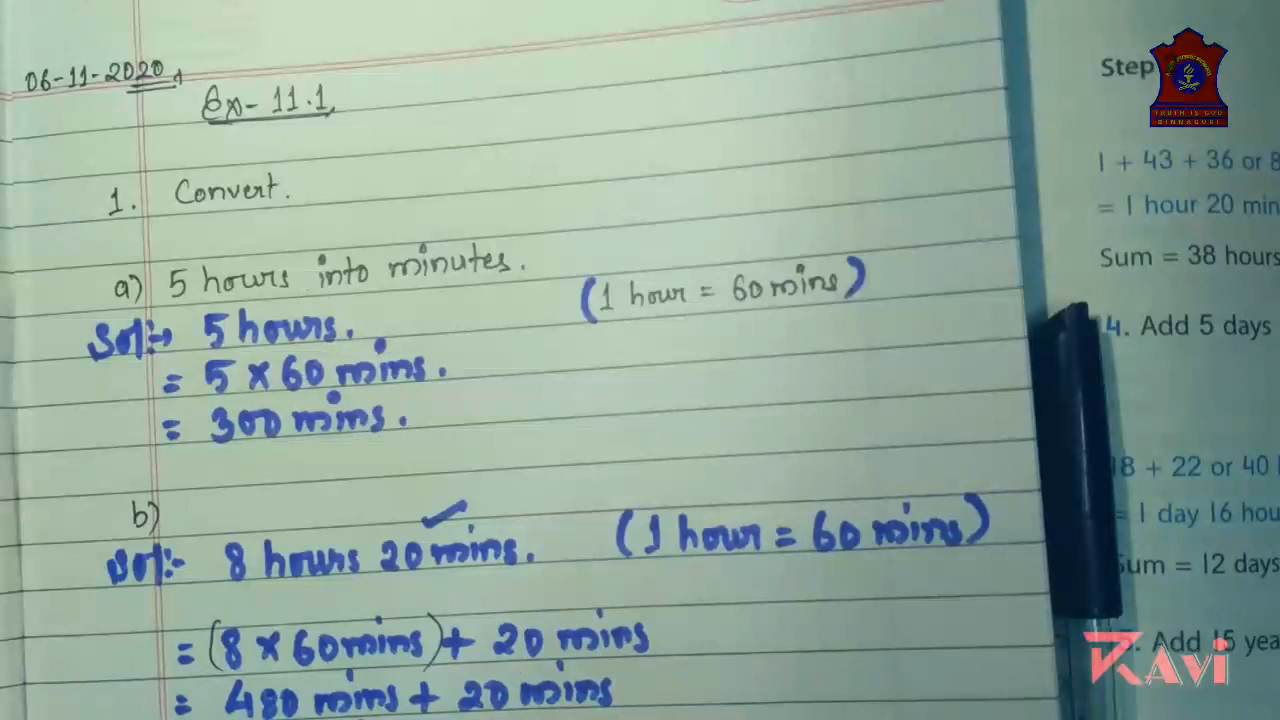 06-11-2020
Ex-11.1
1. Convert.
a) 5 hours into minutes.
(1 hour = 60 mins)
Sol:- 5 hours.
= 5 × 60 mins.
= 300 mins.
b)
Sol:- 8 hours 20 mins. (1 hour = 60 mins)
= (8 × 60 mins) + 20 mins
= 480 mins + 20 mins
Step
1 + 43 + 36 or 8
= 1 hour 20 min
Sum = 38 hours
4. Add 5 days
18 + 22 or 40
= 1 day 16 hou
Sum = 12 days
5. Add 15 yea
TRUTH IS GOD
BINNAGURI
RAVi